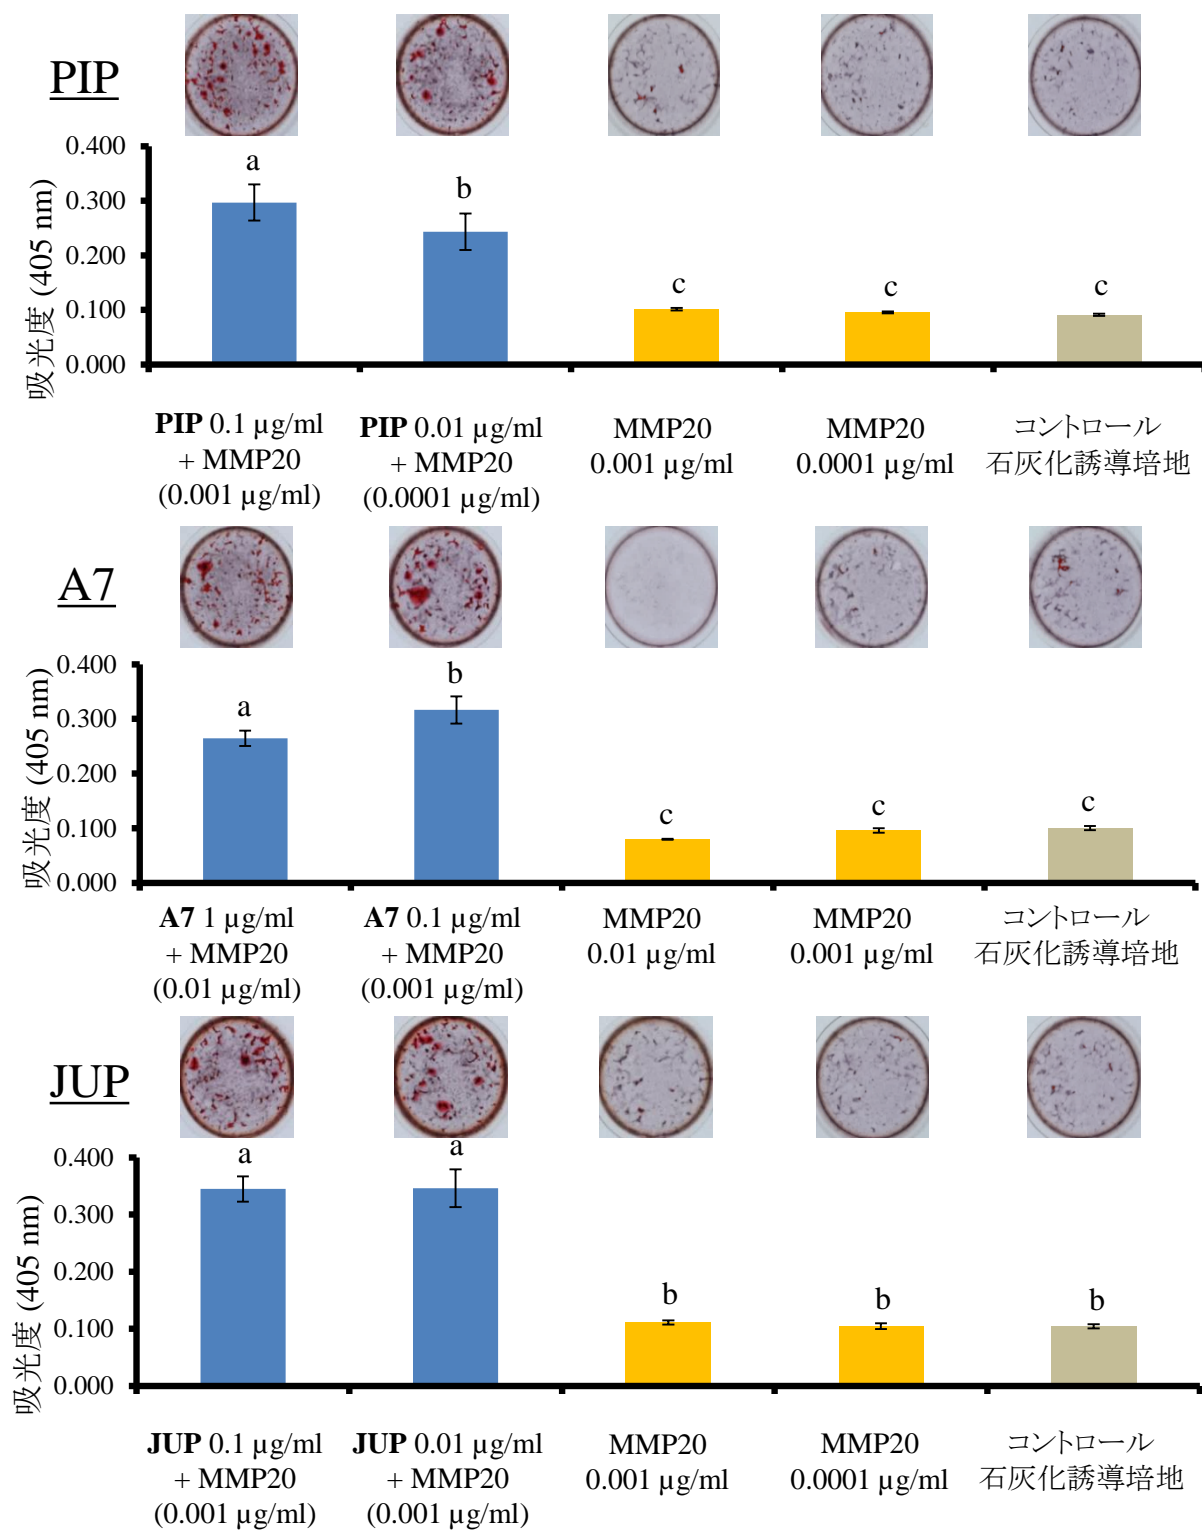 PIP
吸光度 (405 nm)
0.400
0.300
0.200
0.100
0.000
a
b
c
c
c
PIP 0.1 µg/ml
+ MMP20
(0.001 µg/ml)
PIP 0.01 µg/ml
+ MMP20
(0.0001 µg/ml)
MMP20
0.001 µg/ml
MMP20
0.0001 µg/ml
コントロール
石灰化誘導培地
A7
吸光度 (405 nm)
0.400
0.300
0.200
0.100
0.000
a
b
c
c
c
A7 1 µg/ml
+ MMP20
(0.01 µg/ml)
A7 0.1 µg/ml
+ MMP20
(0.001 µg/ml)
MMP20
0.01 µg/ml
MMP20
0.001 µg/ml
コントロール
石灰化誘導培地
JUP
吸光度 (405 nm)
0.400
0.300
0.200
0.100
0.000
a
a
b
b
b
JUP 0.1 µg/ml
+ MMP20
(0.001 µg/ml)
JUP 0.01 µg/ml
+ MMP20
(0.001 µg/ml)
MMP20
0.001 µg/ml
MMP20
0.0001 µg/ml
コントロール
石灰化誘導培地